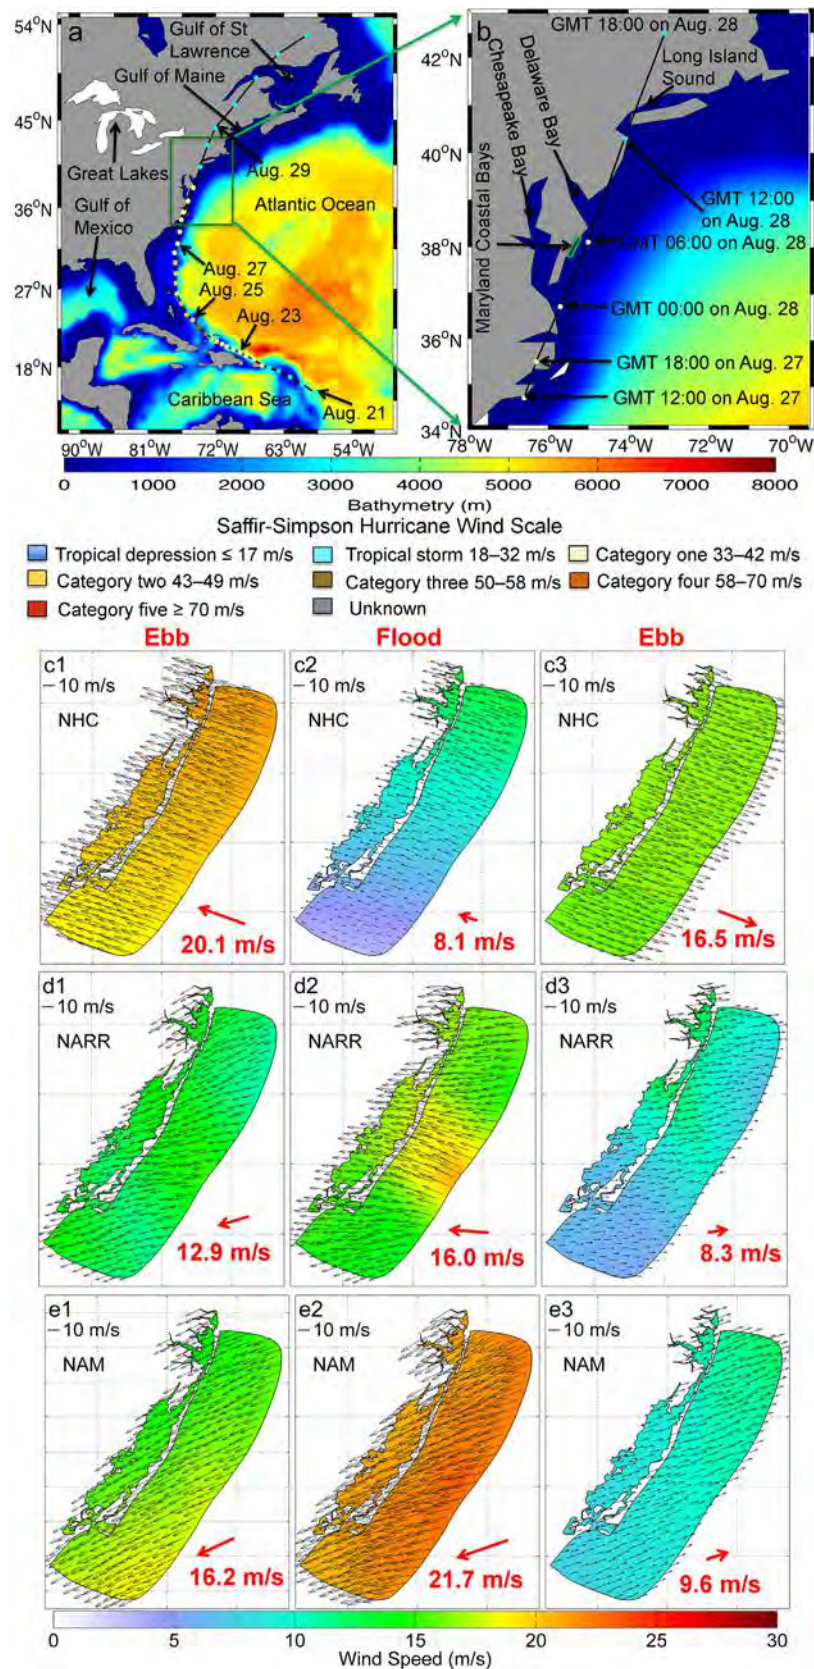 a
54°N
45°N
36°N
27°N
18°N
Gulf of St
Lawrence
Gulf of Maine
Great Lakes
Aug. 29
Gulf of
Mexico
Atlantic Ocean
Aug. 27
Aug. 25
Aug. 23
Caribbean Sea
Aug. 21
90°W 81°W 72°W 63°W 54°W
b
42°N
40°N
38°N
36°N
34°N
GMT 18:00 on Aug. 28
Long Island
Sound
Delaware Bay
Chesapeake Bay
Maryland Coastal Bays
GMT 12:00
on Aug.
28
GMT 06:00 on Aug. 28
GMT 00:00 on Aug. 28
GMT 18:00 on Aug. 27
GMT 12:00 on Aug. 27
78°W 76°W 74°W 72°W 70°W
0 1000 2000 3000 4000 5000 6000 7000 8000
Bathymetry (m)
Saffir-Simpson Hurricane Wind Scale
Tropical depression ≤ 17 m/s Tropical storm 18–32 m/s Category one 33–42 m/s
Category two 43–49 m/s Category three 50–58 m/s Category four 58–70 m/s
Category five ≥ 70 m/s Unknown
Ebb Flood Ebb
c1
10 m/s
NHC
20.1 m/s
c2
10 m/s
NHC
8.1 m/s
c3
10 m/s
NHC
16.5 m/s
d1
10 m/s
NARR
12.9 m/s
d2
10 m/s
NARR
16.0 m/s
d3
10 m/s
NARR
8.3 m/s
e1
10 m/s
NAM
16.2 m/s
e2
10 m/s
NAM
21.7 m/s
e3
10 m/s
NAM
9.6 m/s
0 5 10 15 20 25 30
Wind Speed (m/s)